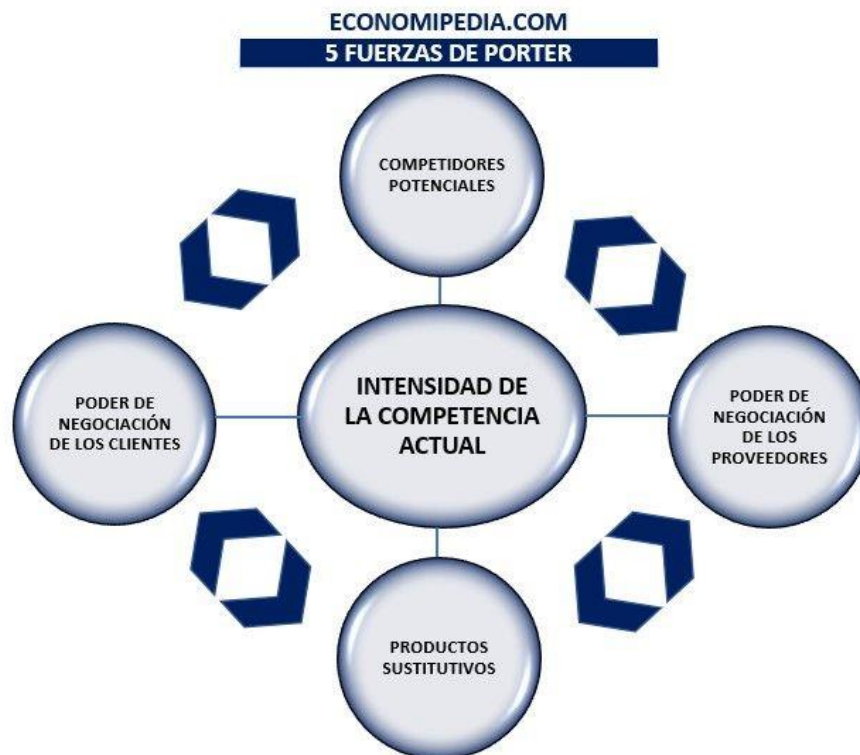 ECONOMIPEDIA.COM
5 FUERZAS DE PORTER
COMPETIDORES
POTENCIALES
PODER DE
NEGOCIACIÓN
DE LOS CLIENTES
INTENSIDAD DE
LA COMPETENCIA
ACTUAL
PODER DE
NEGOCIACIÓN
DE LOS
PROVEEDORES
PRODUCTOS
SUSTITUTIVOS